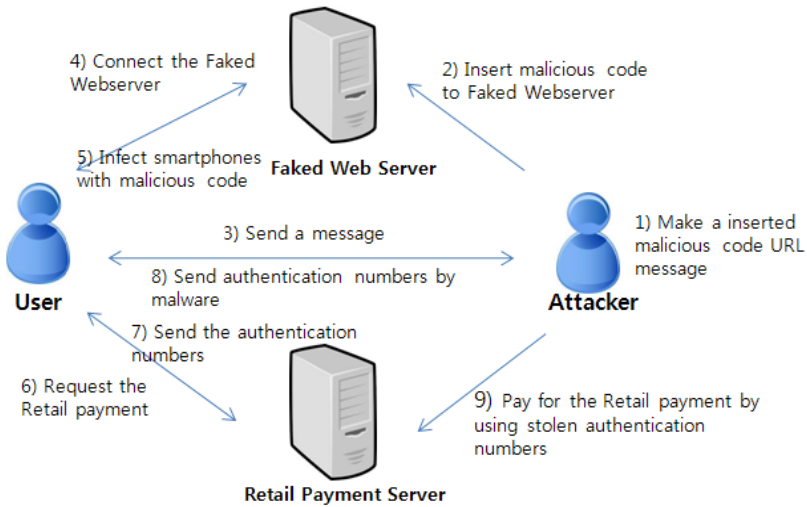 4) Connect the Faked
Webserver
2) Insert malicious code
to Faked Webserver
5) Infect smartphones
with malicious code
Faked Web Server
1) Make a inserted
malicious code URL
message
3) Send a message
8) Send authentication numbers by
malware
User
Attacker
7) Send the authentication
numbers
6) Request the
Retail payment
9) Pay for the Retail payment by
using stolen authentication
numbers
Retail Payment Server